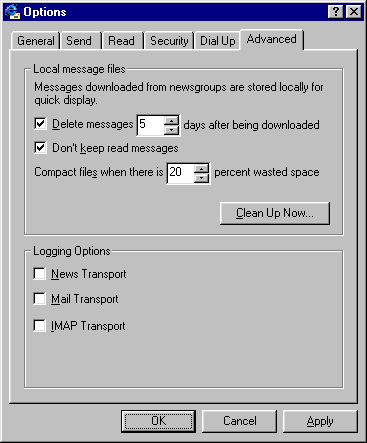 Options
General Send Read Security Dial Up Advanced
Local message files
Messages downloaded from newsgroups are stored locally for
quick display.
Delete messages 5 days after being downloaded
Don't keep read messages
Compact files when there is 20 percent wasted space
Clean Up Now...
Logging Options
News Transport
Mail Transport
IMAP Transport
OK Cancel Apply